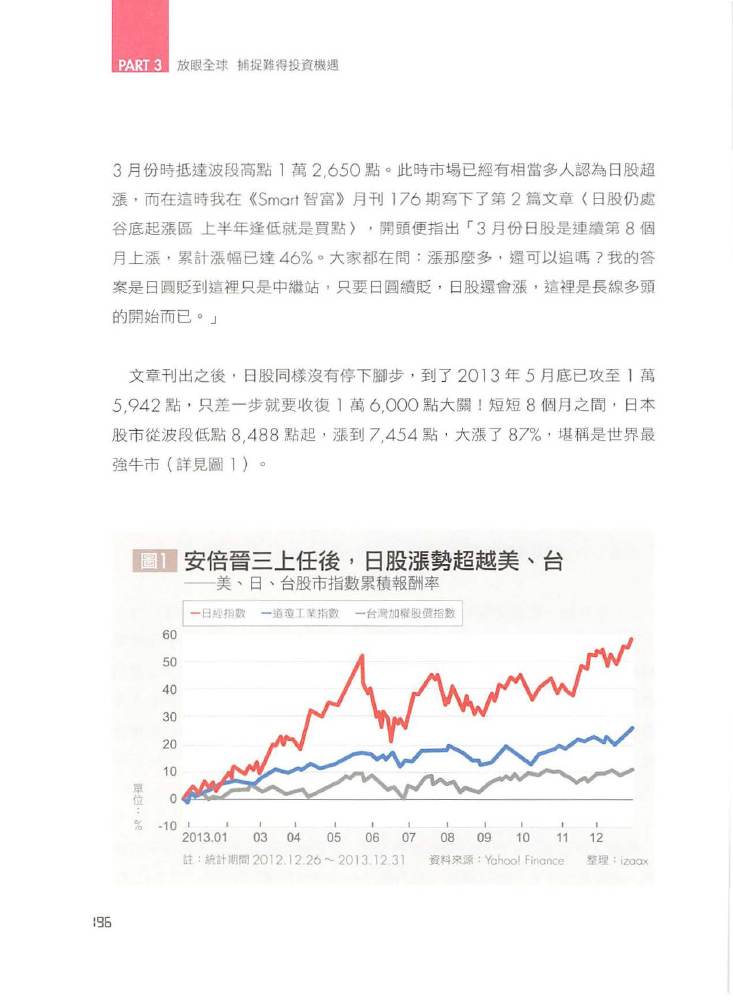 PART 3 放眼全球 捕捉難得投資機遇
3 月份時抵達波段高點 1 萬 2,650 點。此時市場已經有相當多人認為日股超
漲，而在這時我在《Smart 智富》月刊 176 期寫下了第 2 篇文章〈日股仍處
谷底起漲區 上半年逢低就是買點〉，開頭便指出「3 月份日股是連續第 8 個
月上漲，累計漲幅已達 46%。大家都在問：漲那麼多，還可以追嗎？我的答
案是日圓貶到這裡只是中繼站，只要日圓續貶，日股還會漲，這裡是長線多頭
的開始而已。」
文章刊出之後，日股同樣沒有停下腳步，到了 2013 年 5 月底已攻至 1 萬
5,942 點，只差一步就要收復 1 萬 6,000 點大關！短短 8 個月之間，日本
股市從波段低點 8,488 點起，漲到 7,454 點，大漲了 87%，堪稱是世界最
強牛市（詳見圖 1）。
圖1 安倍晉三上任後，日股漲勢超越美、台
——美、日、台股市指數累積報酬率
日經指數 道瓊工業指數 台灣加權股價指數
60
50
40
30
20
10
0
-10
單位：%
2013.01 03 04 05 06 07 08 09 10 11 12
註：統計期間 2012.12.26～2013.12.31 資料來源：Yahoo! Finance 整理：izaax
196